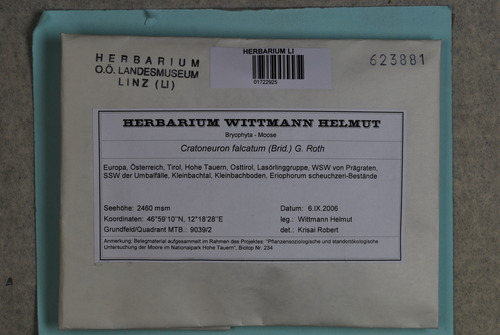 HERBARIUM
O.Ö. LANDESMUSEUM
LINZ (LI)
HERBARIUM LI
01722925
623881
HERBARIUM WITTMANN HELMUT
Bryophyta - Moose
Cratoneuron falcatum (Brid.) G. Roth
Europa, Österreich, Tirol, Hohe Tauern, Osttirol, Lasörlinggruppe, WSW von Prägraten,
SSW der Umbalfälle, Kleinbachtal, Kleinbachboden, Eriophorum scheuchzeri-Bestände
Seehöhe: 2460 msm Datum: 6.IX.2006
Koordinaten: 46°59'10''N, 12°18'28''E leg.: Wittmann Helmut
Grundfeld/Quadrant MTB.: 9039/2 det.: Krisai Robert
Anmerkung: Belegmaterial aufgesammelt im Rahmen des Projektes: "Pflanzensoziologische und standortökologische
Untersuchung der Moore im Nationalpark Hohe Tauern", Biotop Nr. 234